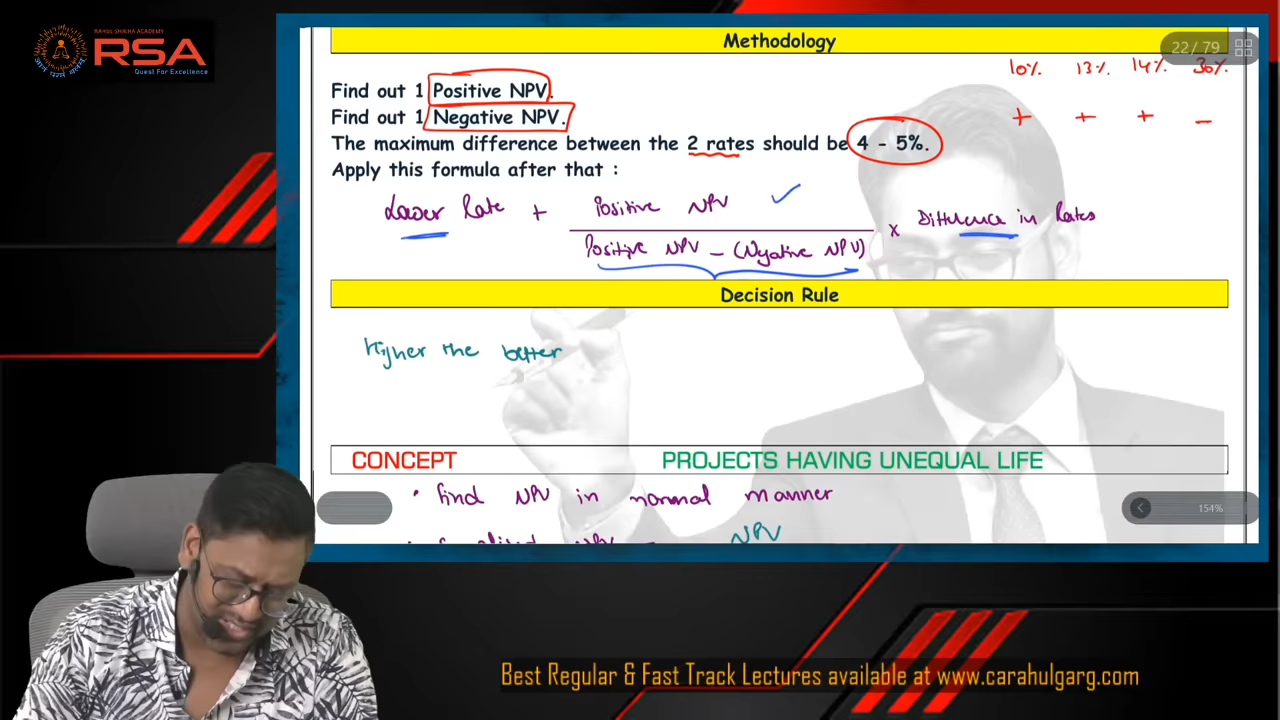 RAHUL SHIKHA ACADEMY
RSA
Quest For Excellence
Methodology
22 / 79
10% 13% 14% 30%
+ + + -
Find out 1 Positive NPV.
Find out 1 Negative NPV.
The maximum difference between the 2 rates should be 4 - 5%.
Apply this formula after that :
Lower Rate + Positive NPV
Positive NPV - (Negative NPV)
x Difference in Rates
Decision Rule
Higher the better
CONCEPT PROJECTS HAVING UNEQUAL LIFE
• Find NPV in normal manner
154%
NPV
Best Regular & Fast Track Lectures available at www.carahulgarg.com